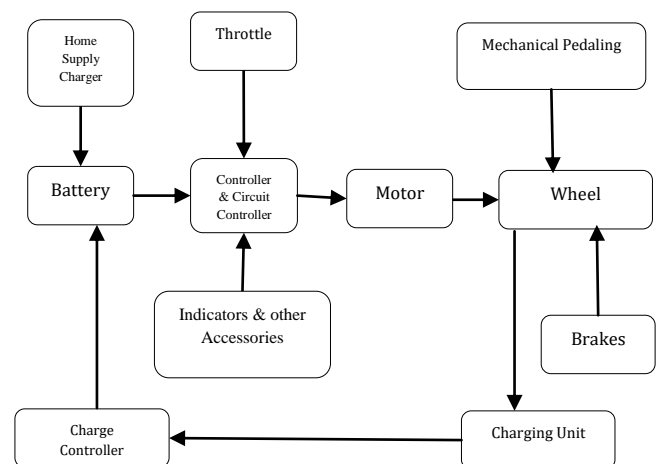 Home
Supply
Charger
Throttle
Mechanical Pedaling
Battery
Controller
& Circuit
Controller
Motor
Wheel
Indicators & other
Accessories
Brakes
Charge
Controller
Charging Unit